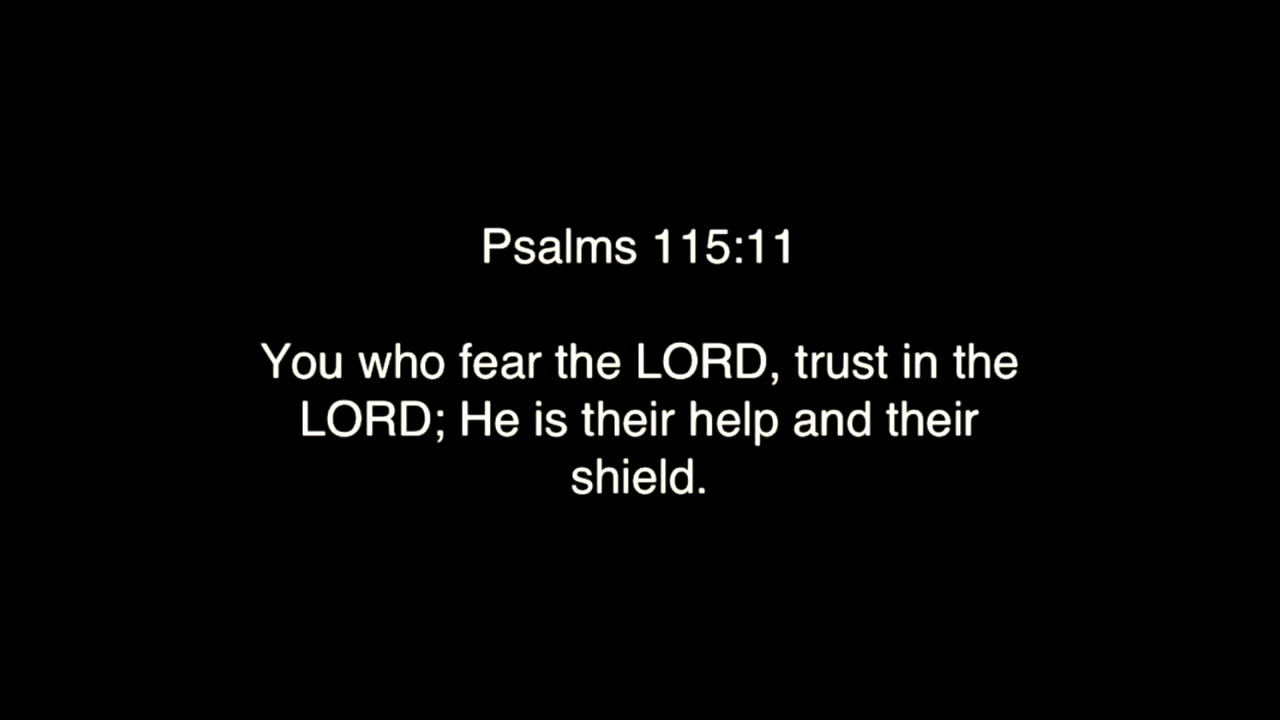 Psalms 115:11
You who fear the LORD, trust in the
LORD; He is their help and their
shield.